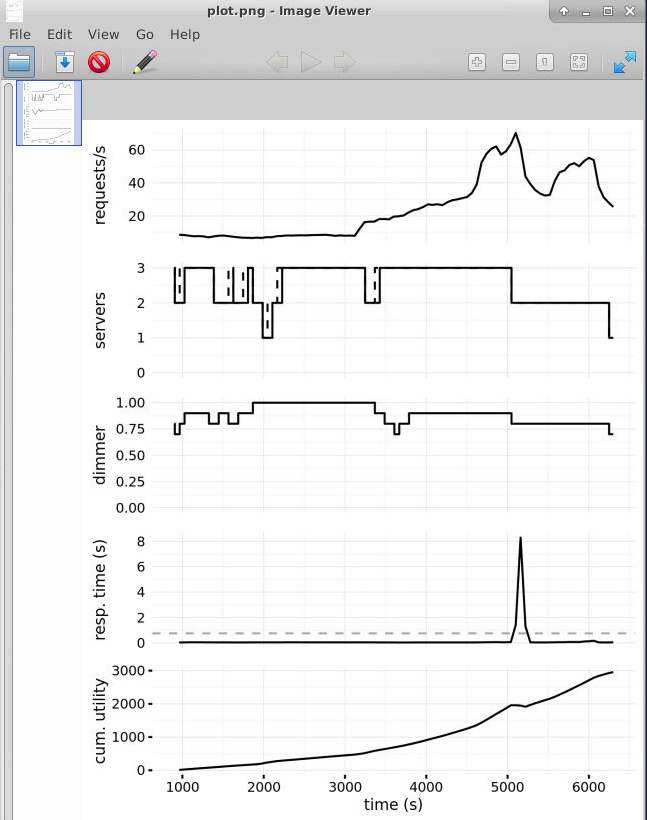 plot.png - Image Viewer
File Edit View Go Help
requests/s
60
40
20
servers
3
2
1
0
dimmer
1.00
0.75
0.50
0.25
0.00
resp. time (s)
8
6
4
2
0
cum. utility
3000
2000
1000
0
1000 2000 3000 4000 5000 6000
time (s)